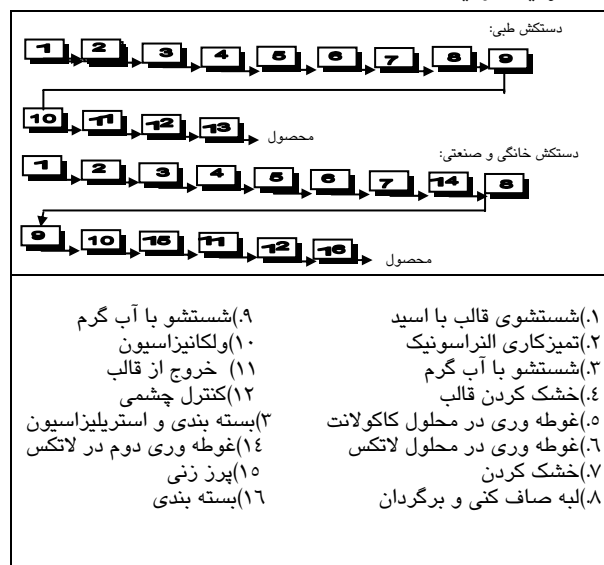 دستکش طبی:
1 2 3 4 5 6 7 8 9
10 11 12 13 محصول
دستکش خانگی و صنعتی:
1 2 3 4 5 6 7 14 8
9 10 15 11 12 16 محصول
۱.)شستشوی قالب با اسید
۲.)تمیزکاری النراسونیک
۳.)شستشو با آب گرم
٤.)خشک کردن قالب
٥.)غوطه وری در محلول کاکولانت
٦.)غوطه وری در محلول لاتکس
۷.)خشک کردن
۸.)لبه صاف کنی و برگردان
۹.)شستشو با آب گرم
۱۰)ولکانیزاسیون
۱۱) خروج از قالب
۱۲)کنترل چشمی
۳)بسته بندی و استریلیزاسیون
۱٤)غوطه وری دوم در لاتکس
۱٥)پرز زنی
۱٦)بسته بندی